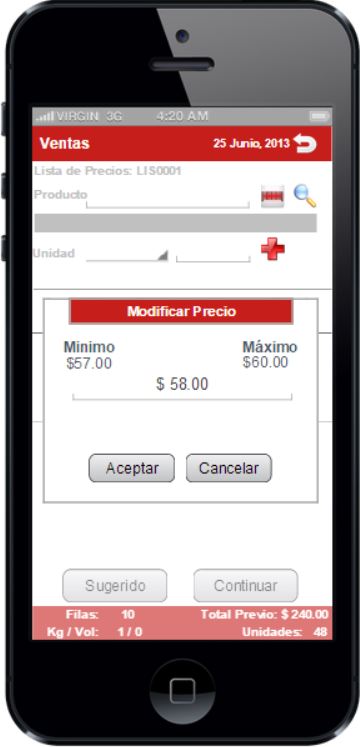 VIRGIN 3G 4:20 AM
Ventas 25 Junio, 2013
Lista de Precios: LIS0001
Producto
Unidad
Modificar Precio
Minimo Máximo
$57.00 $60.00
$ 58.00
Aceptar Cancelar
Sugerido Continuar
Filas: 10 Total Previo: $ 240.00
Kg / Vol: 1 / 0 Unidades: 48